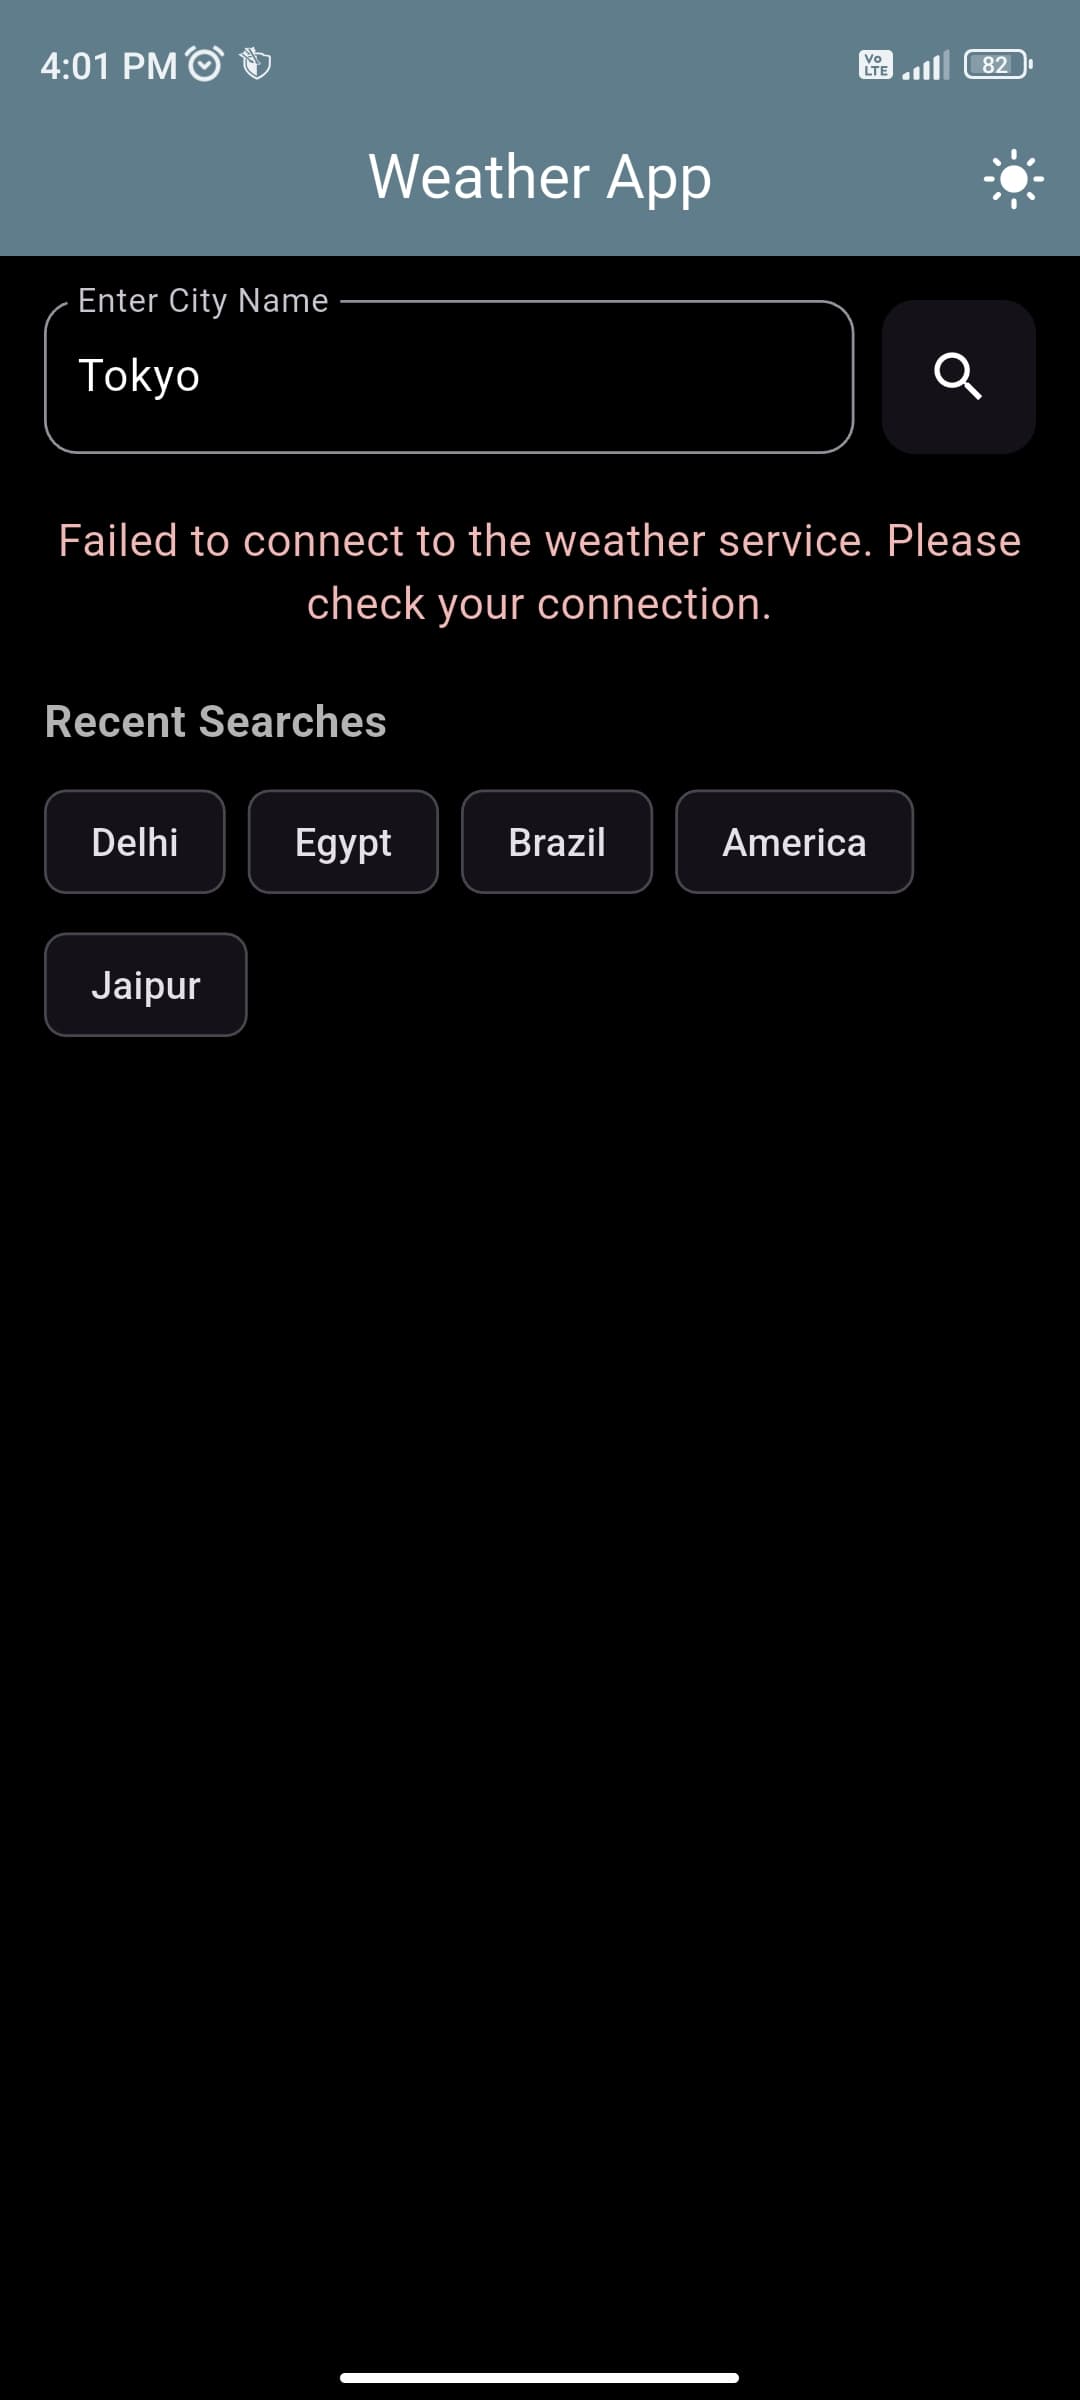 4:01 PM
Vo LTE
82
Weather App
Enter City Name
Tokyo
Failed to connect to the weather service. Please
check your connection.
Recent Searches
Delhi Egypt Brazil America
Jaipur